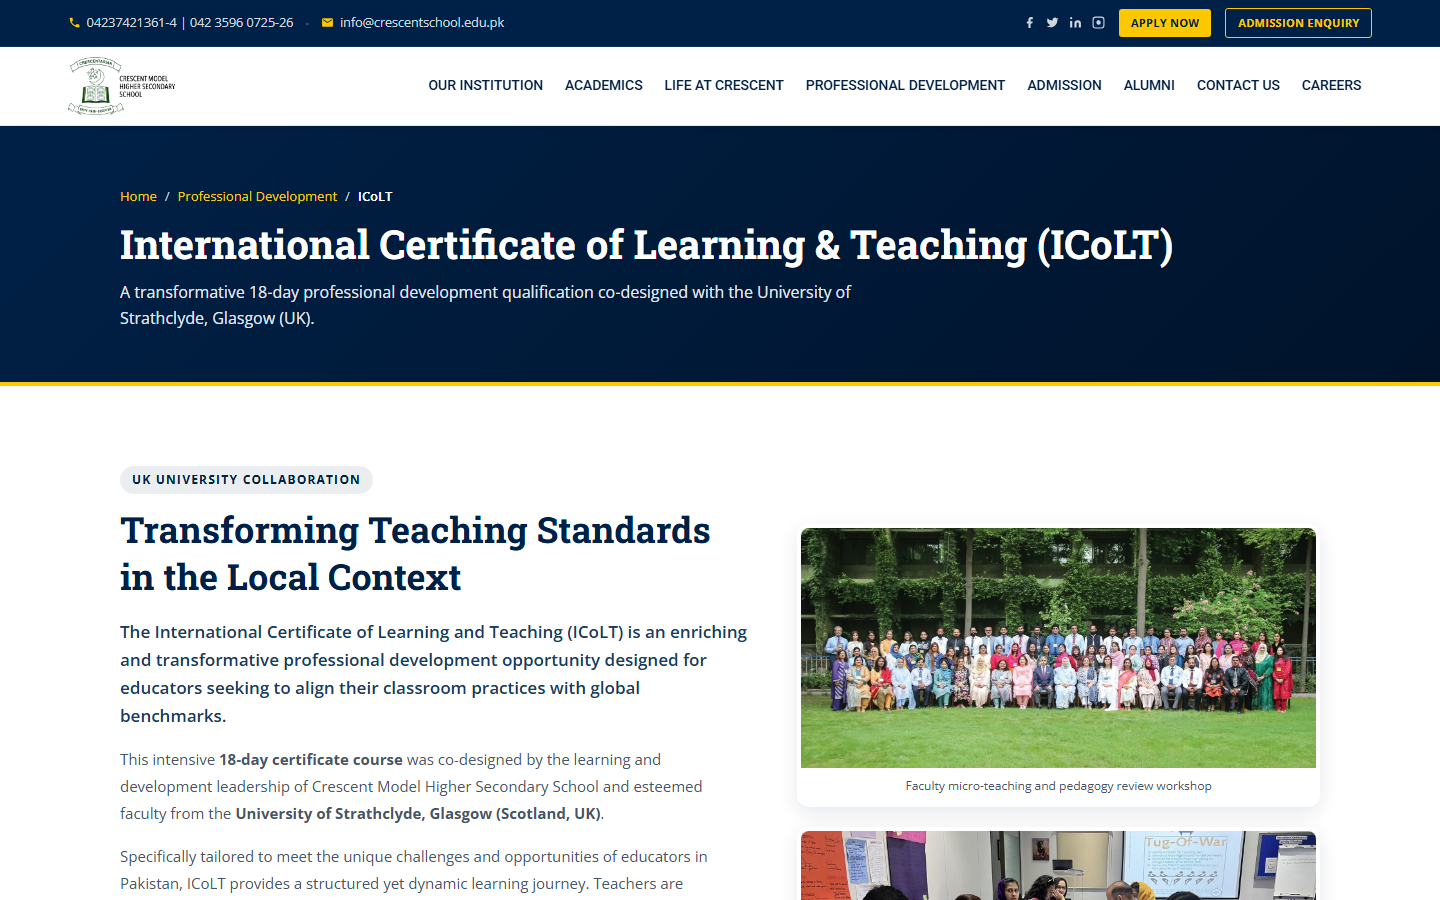 04237421361-4 | 042 3596 0725-26
info@crescentschool.edu.pk
APPLY NOW
ADMISSION ENQUIRY
CRESCENT MODEL
HIGHER SECONDARY
SCHOOL
OUR INSTITUTION
ACADEMICS
LIFE AT CRESCENT
PROFESSIONAL DEVELOPMENT
ADMISSION
ALUMNI
CONTACT US
CAREERS
Home / Professional Development / ICoLT
International Certificate of Learning & Teaching (ICoLT)
A transformative 18-day professional development qualification co-designed with the University of
Strathclyde, Glasgow (UK).
UK UNIVERSITY COLLABORATION
Transforming Teaching Standards
in the Local Context
The International Certificate of Learning and Teaching (ICoLT) is an enriching
and transformative professional development opportunity designed for
educators seeking to align their classroom practices with global
benchmarks.
This intensive 18-day certificate course was co-designed by the learning and
development leadership of Crescent Model Higher Secondary School and esteemed
faculty from the University of Strathclyde, Glasgow (Scotland, UK).
Specifically tailored to meet the unique challenges and opportunities of educators in
Pakistan, ICoLT provides a structured yet dynamic learning journey. Teachers are
Faculty micro-teaching and pedagogy review workshop
Tug-Of-War